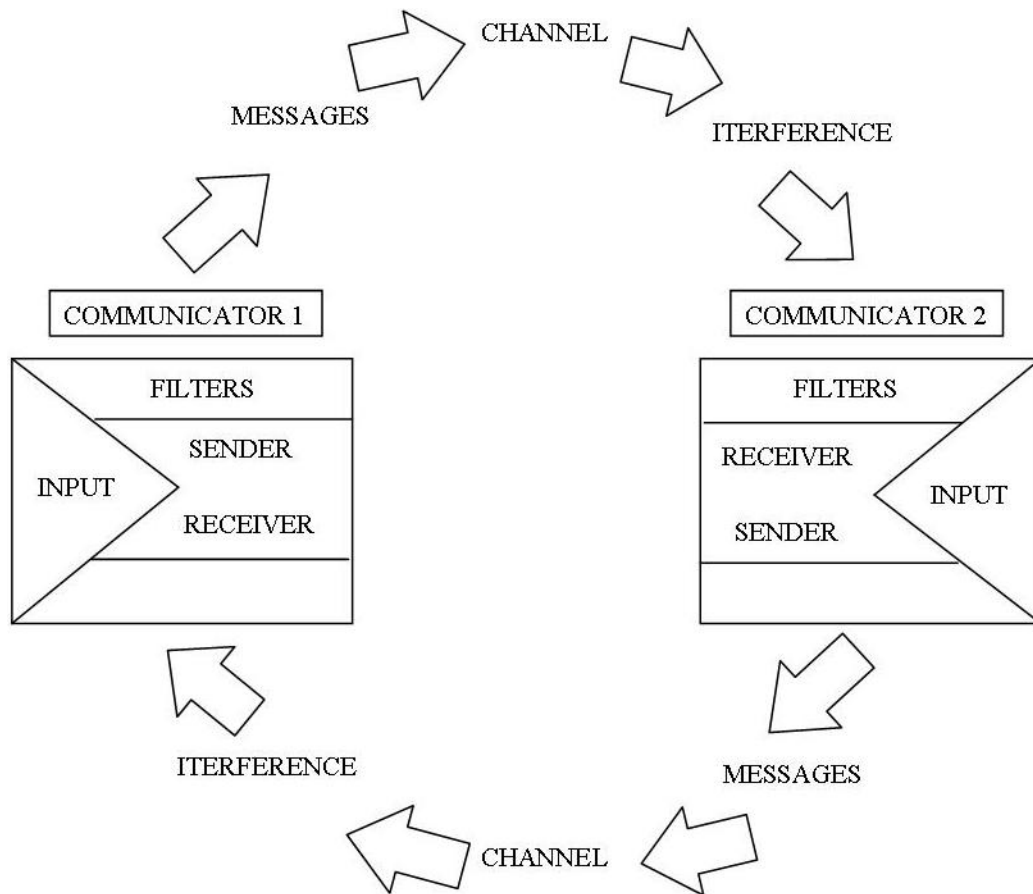 CHANNEL
MESSAGES
ITERFERENCE
COMMUNICATOR 1
COMMUNICATOR 2
FILTERS
SENDER
INPUT
RECEIVER
FILTERS
RECEIVER
INPUT
SENDER
ITERFERENCE
MESSAGES
CHANNEL